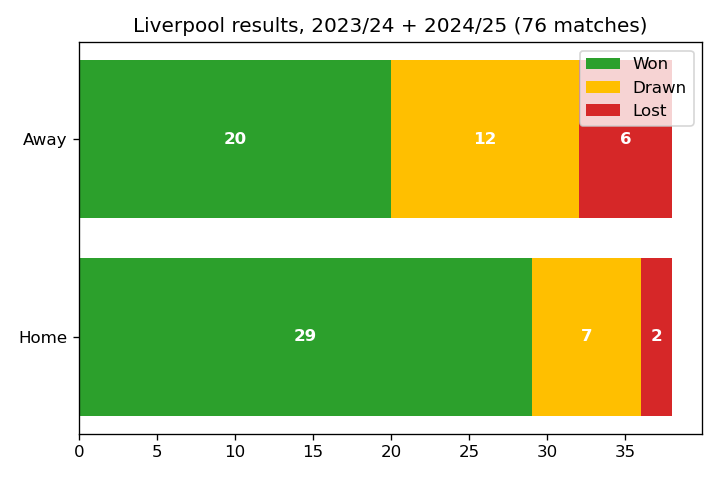 Liverpool results, 2023/24 + 2024/25 (76 matches)
Won
Drawn
Lost
Away
20
12
6
Home
29
7
2
0 5 10 15 20 25 30 35